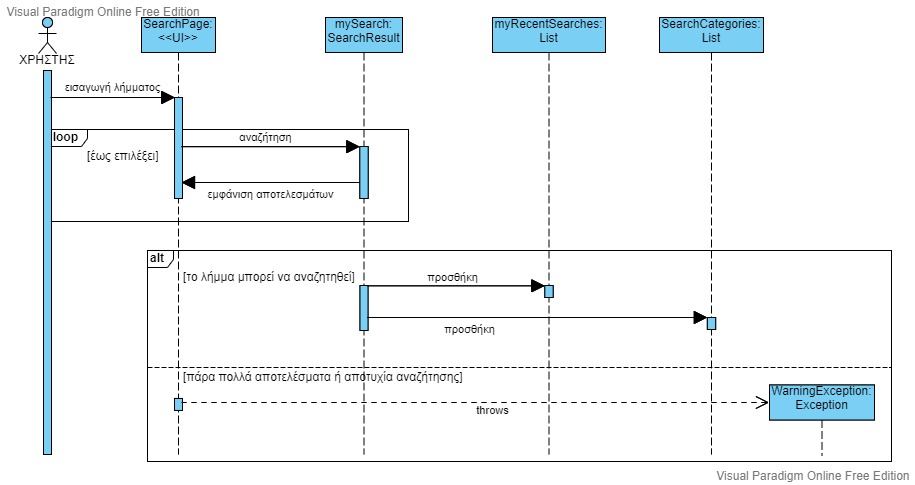 Visual Paradigm Online Free Edition
SearchPage:
<<UI>>
mySearch:
SearchResult
myRecentSearches:
List
SearchCategories:
List
ΧΡΗΣΤΗΣ
εισαγωγή λήμματος
loop
[έως επιλέξει]
αναζήτηση
εμφάνιση αποτελεσμάτων
alt
[το λήμμα μπορεί να αναζητηθεί]
προσθήκη
προσθήκη
[πάρα πολλά αποτελέσματα ή αποτυχία αναζήτησης]
WarningException:
Exception
throws
Visual Paradigm Online Free Edition